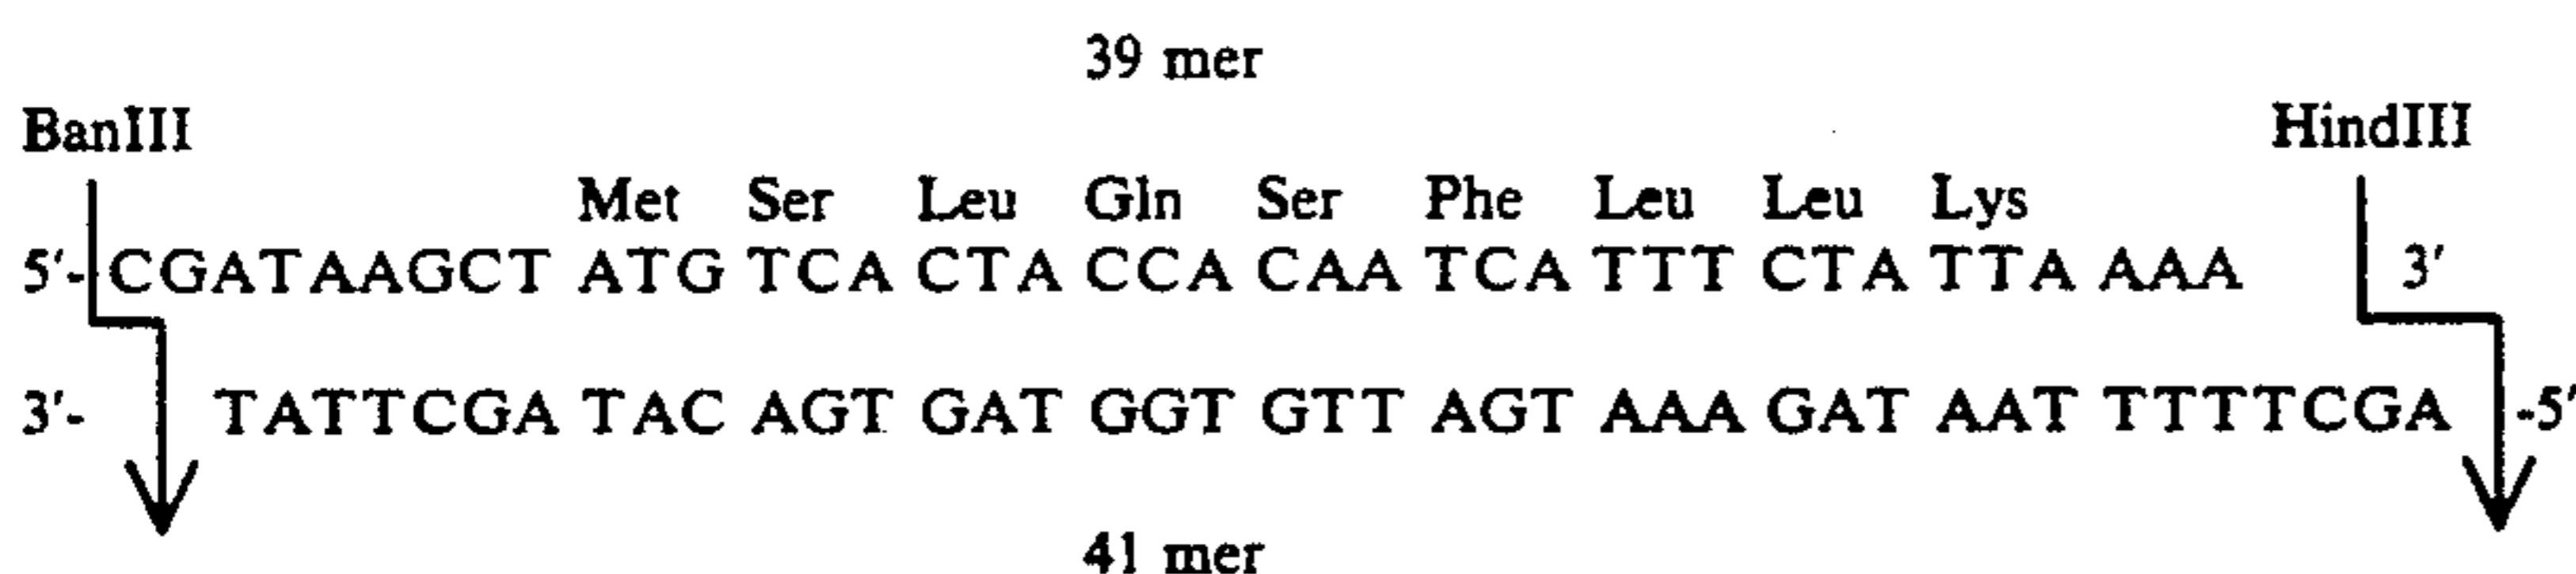 39 mer
BanIII HindIII
Met Ser Leu Gln Ser Phe Leu Leu Lys
5'- CGATAAGCT ATG TCA CTA CCA CAA TCA TTT CTA TTA AAA 3'
3'- TATTCGA TAC AGT GAT GGT GTT AGT AAA GAT AAT TTTTCGA -5'
41 mer